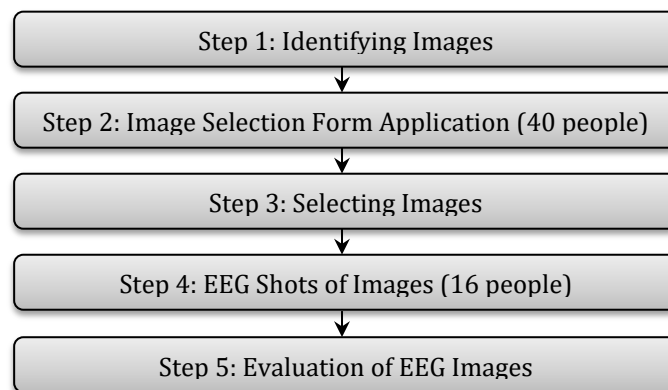 Step 1: Identifying Images
Step 2: Image Selection Form Application (40 people)
Step 3: Selecting Images
Step 4: EEG Shots of Images (16 people)
Step 5: Evaluation of EEG Images